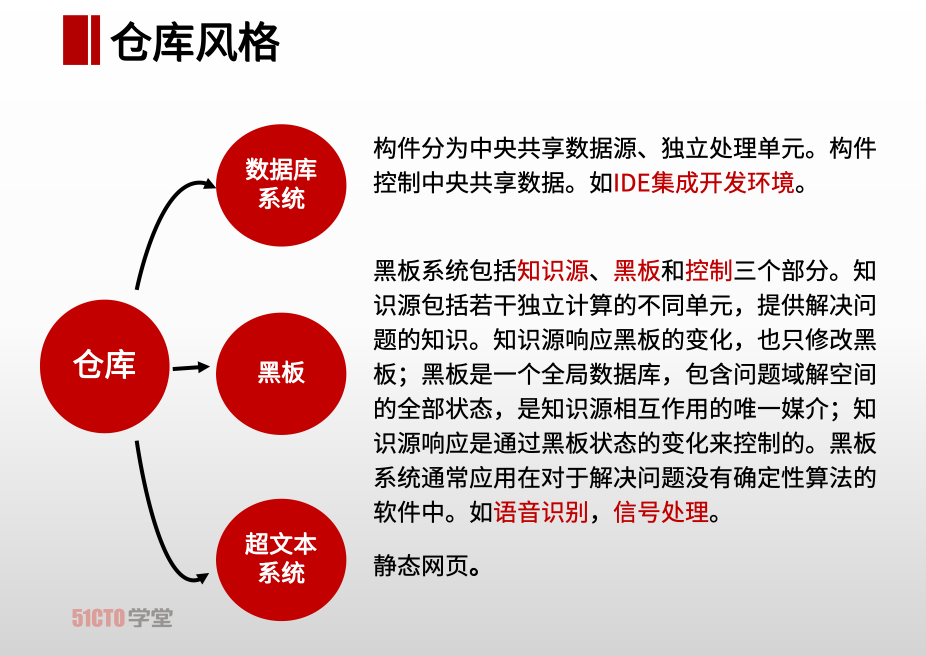 仓库风格
数据库
系统
构件分为中央共享数据源、独立处理单元。构件
控制中央共享数据。如IDE集成开发环境。
仓库
黑板
黑板系统包括知识源、黑板和控制三个部分。知
识源包括若干独立计算的不同单元，提供解决问
题的知识。知识源响应黑板的变化，也只修改黑
板；黑板是一个全局数据库，包含问题域解空间
的全部状态，是知识源相互作用的唯一媒介；知
识源响应是通过黑板状态的变化来控制的。黑板
系统通常应用在对于解决问题没有确定性算法的
软件中。如语音识别，信号处理。
超文本
系统
静态网页。
51CTO学堂